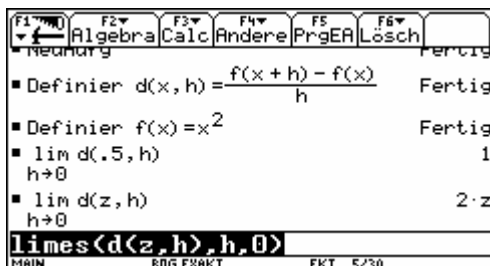 F1 F2 F3 F4 F5 F6
Algebra Calc Andere PrgEA Lösch
NeuAufg Fertig
Definier d(x,h)=f(x+h)-f(x)/h Fertig
Definier f(x)=x² Fertig
lim d(.5,h) 1
h→0
lim d(z,h) 2·z
h→0
limes(d(z,h),h,0)
MAIN BOG EXAKT FKT 5/30